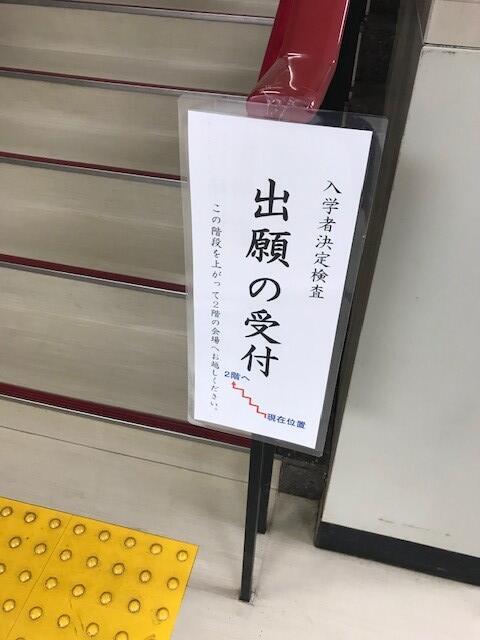 入学者決定検査
出願の受付
この階段を上がって2階の会場へお越しください。
2階へ
現在位置